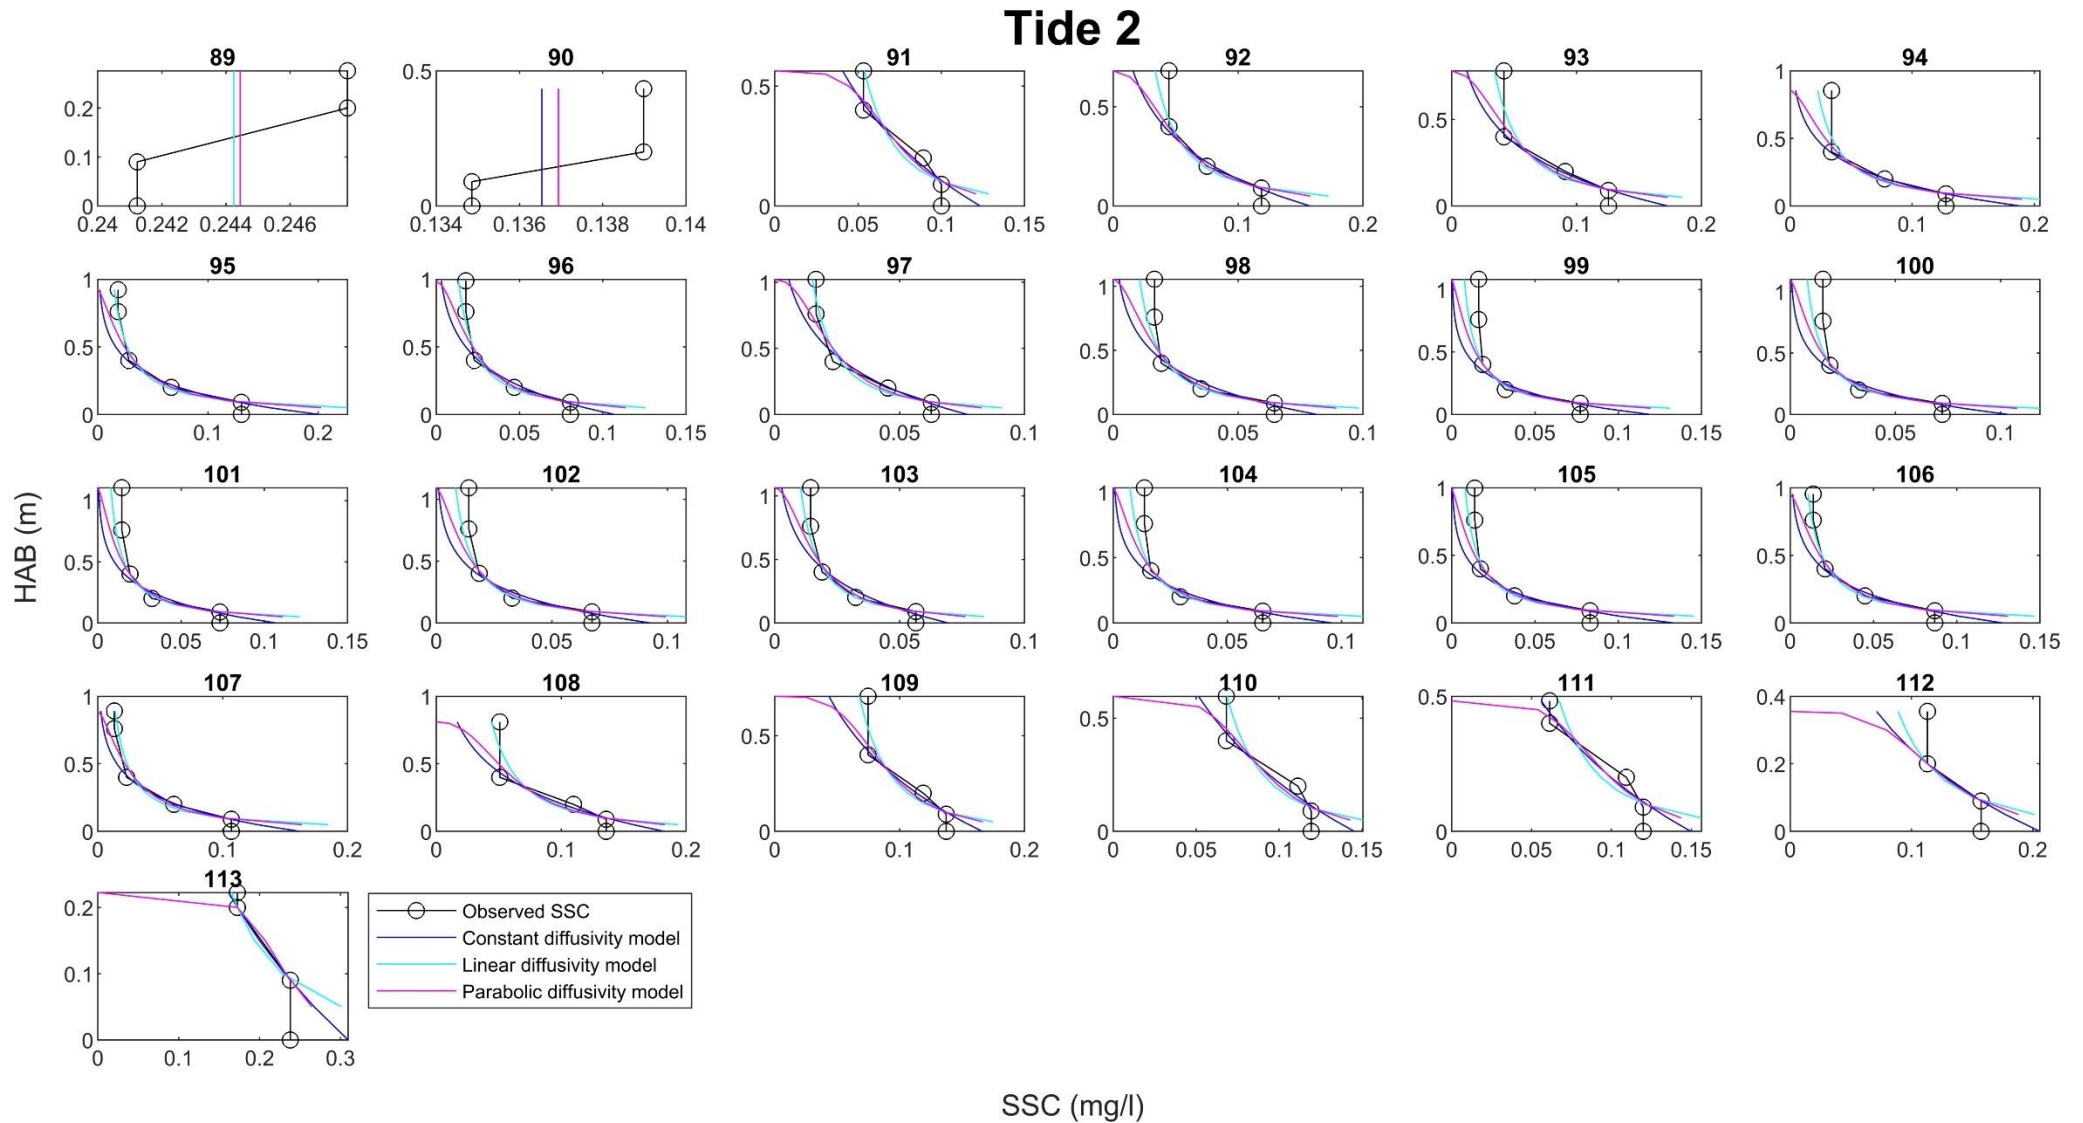 Tide 2
89 90 91 92 93 94
0.2 0.5 0.5 0.5 0.5 1
0.1 0.5
0 0 0 0 0 0
0.24 0.242 0.244 0.246 0.134 0.136 0.138 0.14 0 0.05 0.1 0.15 0 0.1 0.2 0 0.1 0.2 0 0.1 0.2
95 96 97 98 99 100
1 1 1 1 1 1
0.5 0.5 0.5 0.5 0.5 0.5
0 0 0 0 0 0
0 0.1 0.2 0 0.05 0.1 0.15 0 0.05 0.1 0 0.05 0.1 0 0.05 0.1 0.15 0 0.05 0.1
101 102 103 104 105 106
1 1 1 1 1 1
HAB (m)
0.5 0.5 0.5 0.5 0.5 0.5
0 0 0 0 0 0
0 0.05 0.1 0.15 0 0.05 0.1 0 0.05 0.1 0 0.05 0.1 0 0.05 0.1 0.15 0 0.05 0.1 0.15
107 108 109 110 111 112
1 1 0.5 0.5 0.5 0.4
0.5 0.5 0.2
0 0 0 0 0 0
0 0.1 0.2 0 0.1 0.2 0 0.1 0.2 0 0.05 0.1 0.15 0 0.05 0.1 0.15 0 0.1 0.2
113
0.2
0.1
0
0 0.1 0.2 0.3
Observed SSC
Constant diffusivity model
Linear diffusivity model
Parabolic diffusivity model
SSC (mg/l)